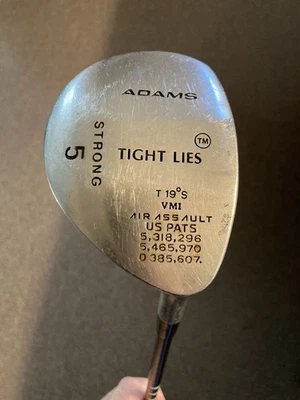 ADAMS
STRONG
5
TIGHT LIES ™
T 19°S
VMI
AIR ASSAULT
US PATS
5,318,296
5,465,970
D 385,607.